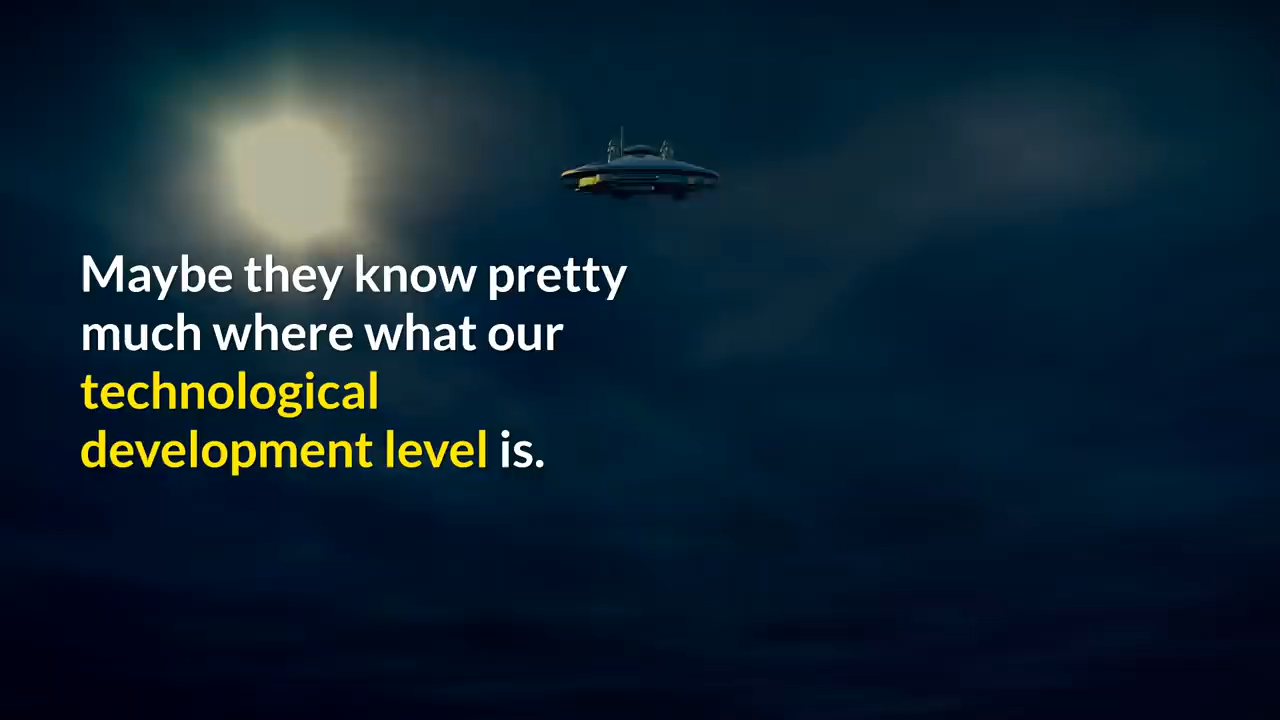 Maybe they know pretty
much where what our
technological
development level is.